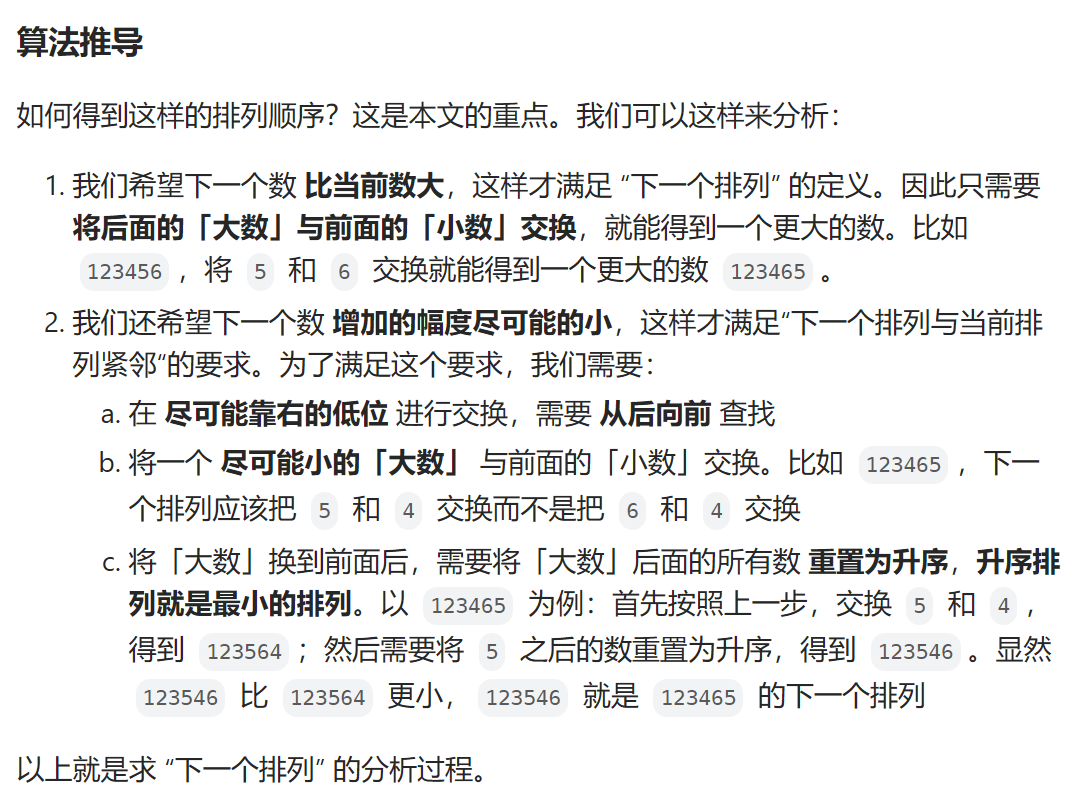 算法推导
如何得到这样的排列顺序？这是本文的重点。我们可以这样来分析：
1. 我们希望下一个数 比当前数大，这样才满足 “下一个排列” 的定义。因此只需要
将后面的「大数」与前面的「小数」交换，就能得到一个更大的数。比如
123456 ，将 5 和 6 交换就能得到一个更大的数 123465 。
2. 我们还希望下一个数 增加的幅度尽可能的小，这样才满足“下一个排列与当前排
列紧邻“的要求。为了满足这个要求，我们需要：
a. 在 尽可能靠右的低位 进行交换，需要 从后向前 查找
b. 将一个 尽可能小的「大数」 与前面的「小数」交换。比如 123465 ，下一
个排列应该把 5 和 4 交换而不是把 6 和 4 交换
c. 将「大数」换到前面后，需要将「大数」后面的所有数 重置为升序，升序排
列就是最小的排列。以 123465 为例：首先按照上一步，交换 5 和 4 ，
得到 123564 ；然后需要将 5 之后的数重置为升序，得到 123546 。显然
123546 比 123564 更小， 123546 就是 123465 的下一个排列
以上就是求 “下一个排列” 的分析过程。